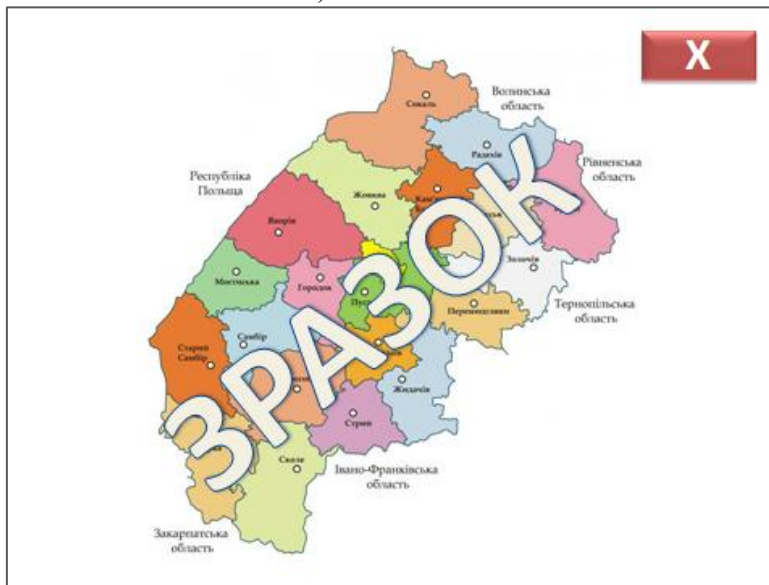 X
Волинська
область
Сокаль
Радехів
Рівненська
область
Республіка
Польща
Жовква
Яворів
Золочів
Мостиська
Городок
Тернопільська
область
Перемишляни
Самбір
Старий
Самбір
Жидачів
Стрий
Сколе
Івано-Франківська
область
Закарпатська
область
ЗРАЗОК